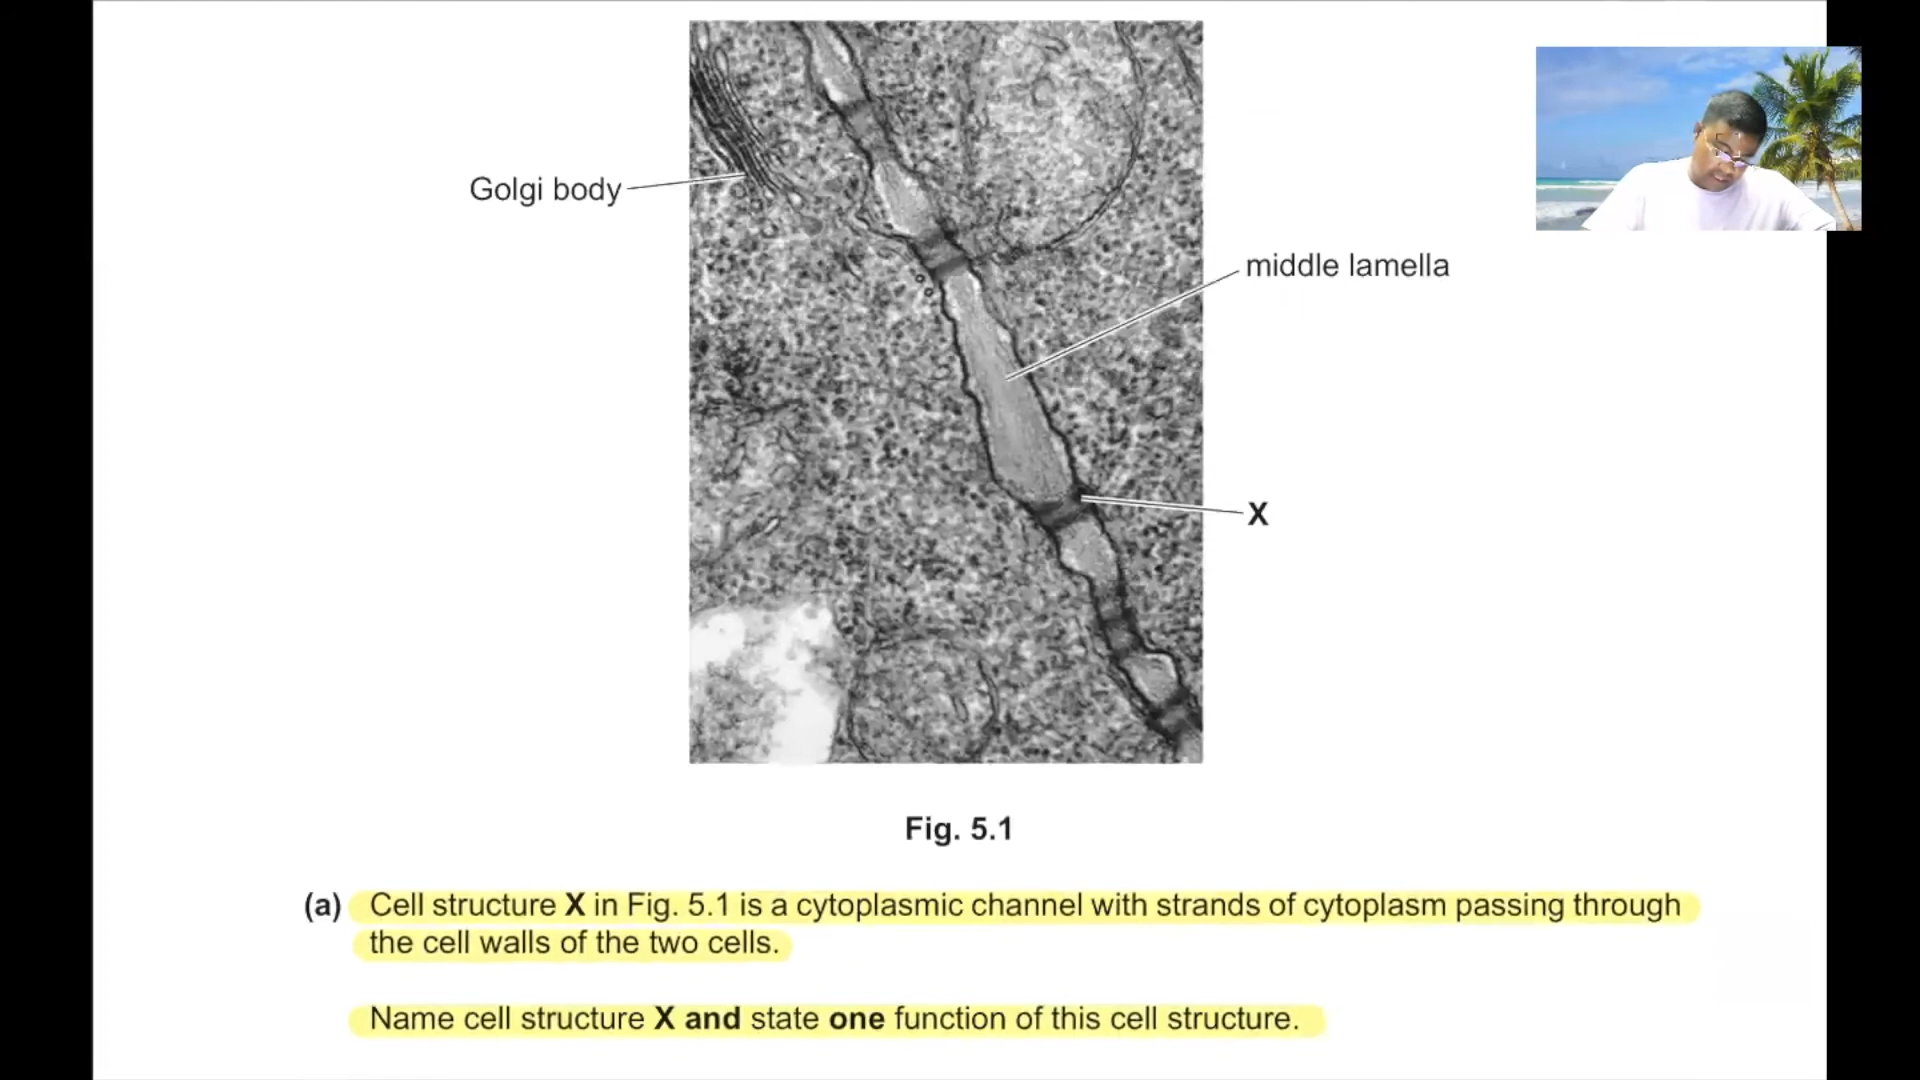 Golgi body
middle lamella
X
Fig. 5.1
(a) Cell structure X in Fig. 5.1 is a cytoplasmic channel with strands of cytoplasm passing through
the cell walls of the two cells.
Name cell structure X and state one function of this cell structure.